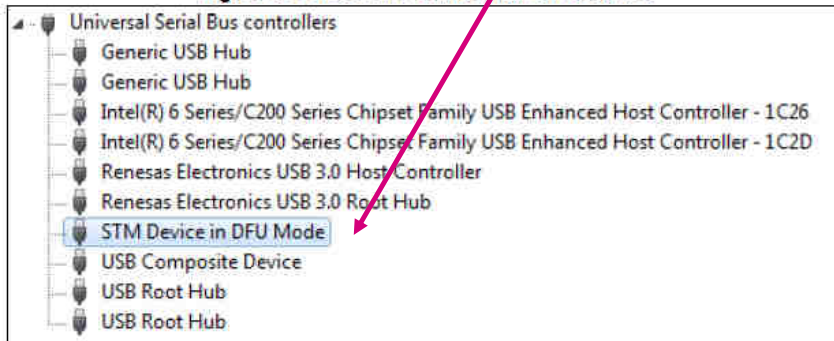 Universal Serial Bus controllers
Generic USB Hub
Generic USB Hub
Intel(R) 6 Series/C200 Series Chipset Family USB Enhanced Host Controller - 1C26
Intel(R) 6 Series/C200 Series Chipset Family USB Enhanced Host Controller - 1C2D
Renesas Electronics USB 3.0 Host Controller
Renesas Electronics USB 3.0 Root Hub
STM Device in DFU Mode
USB Composite Device
USB Root Hub
USB Root Hub